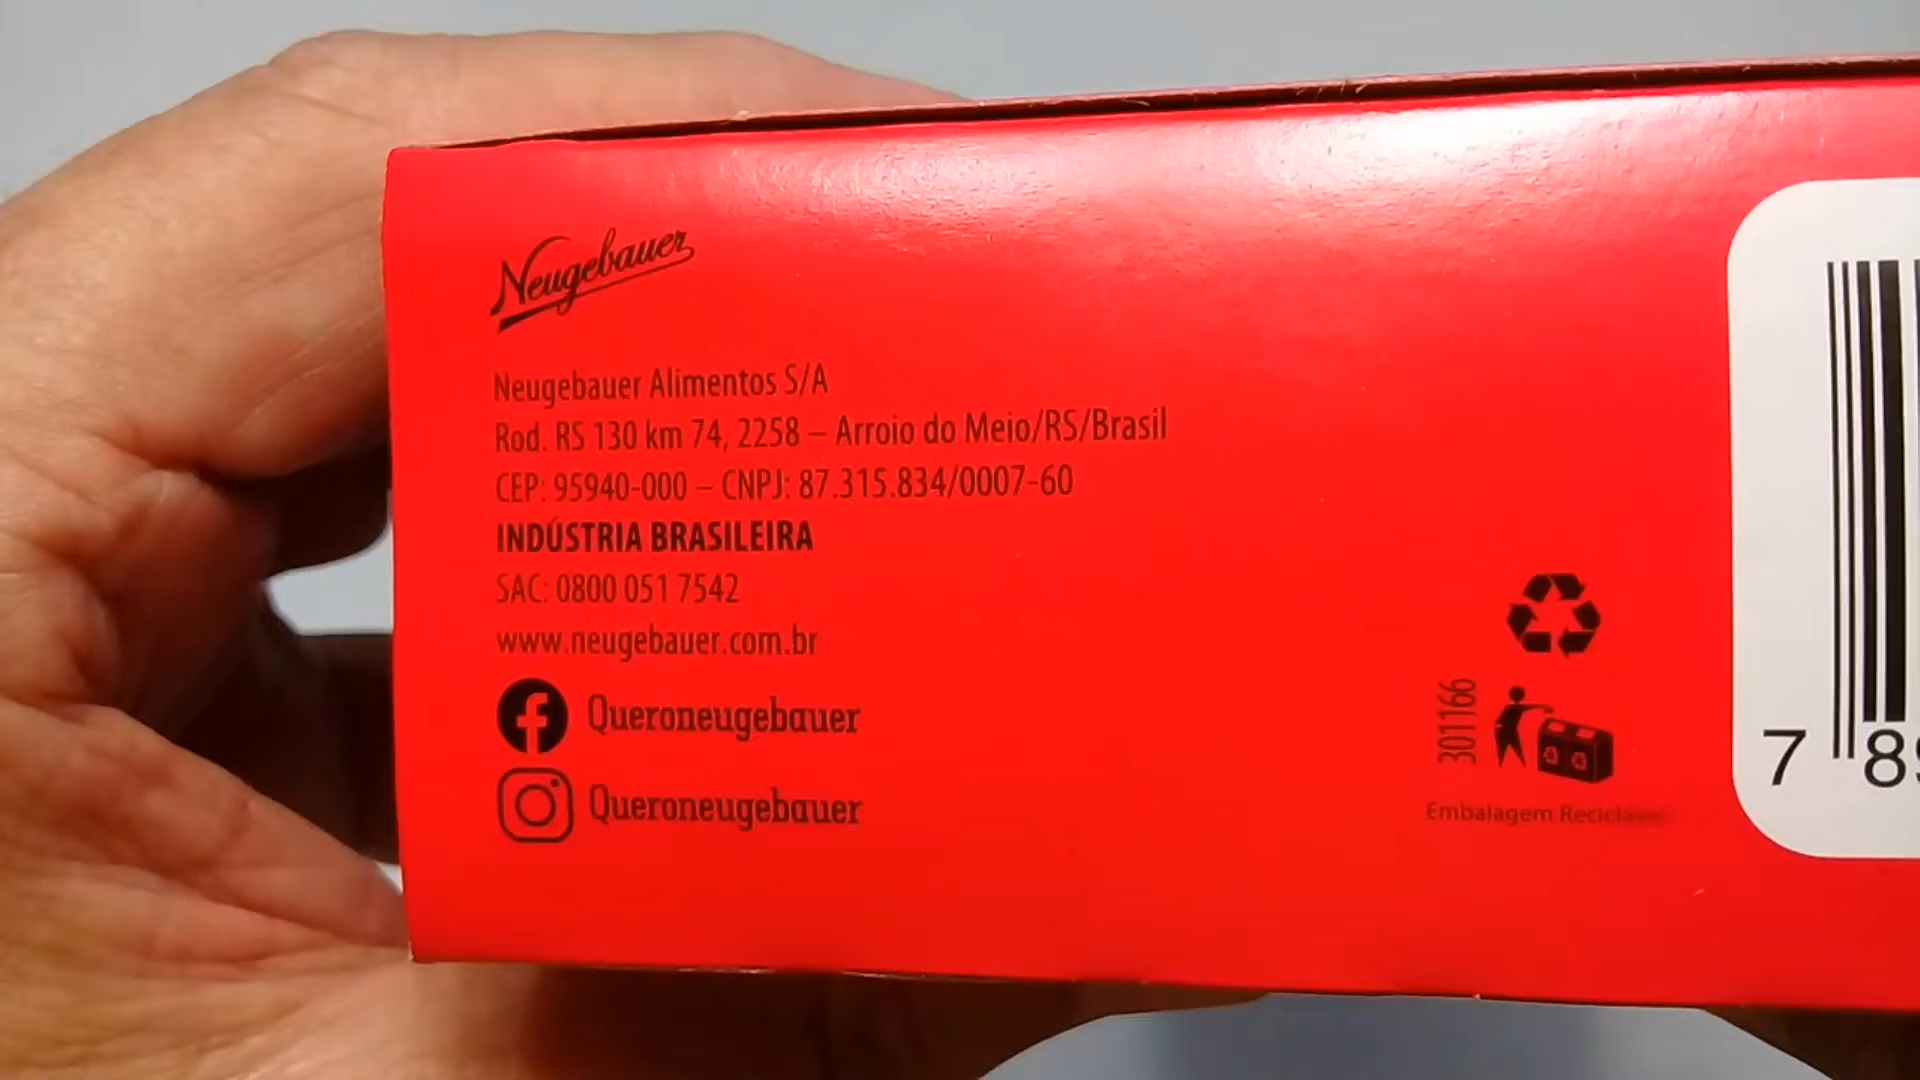 Neugebauer
Neugebauer Alimentos S/A
Rod. RS 130 km 74, 2258 – Arroio do Meio/RS/Brasil
CEP: 95940-000 – CNPJ: 87.315.834/0007-60
INDÚSTRIA BRASILEIRA
SAC: 0800 051 7542
www.neugebauer.com.br
Queroneugebauer
Queroneugebauer
301166
Embalagem Reciclável
7 8